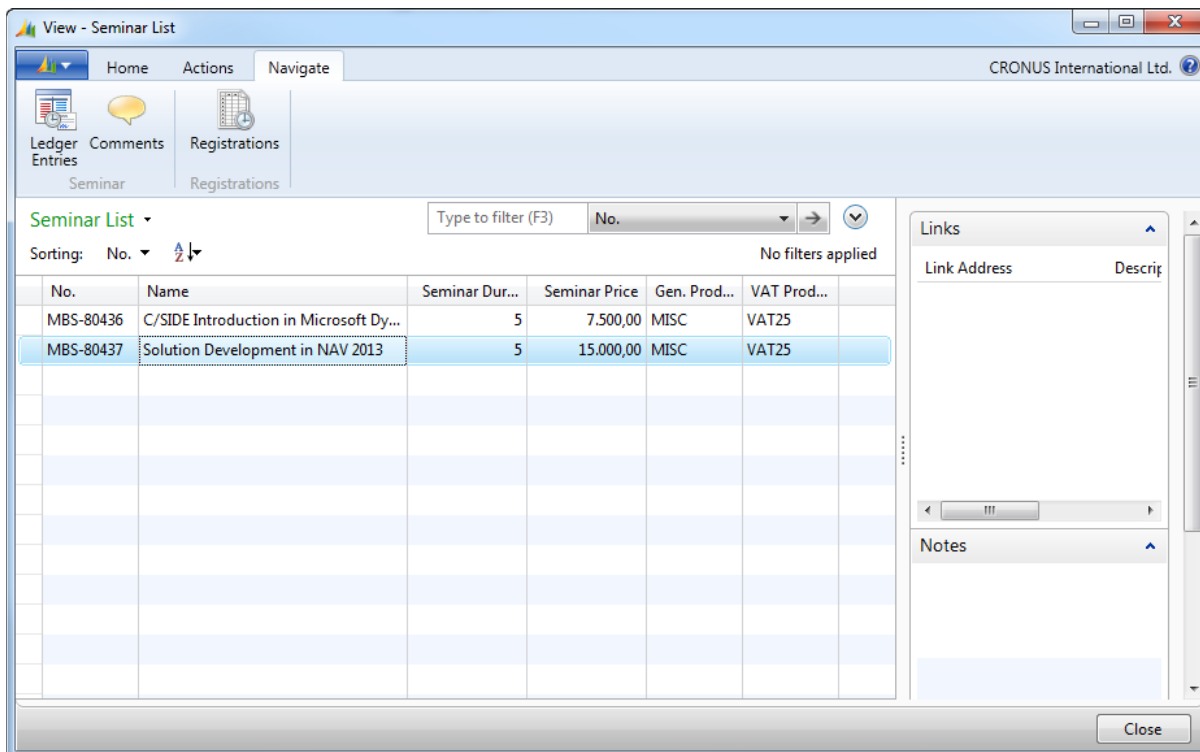 View - Seminar List
Home Actions Navigate CRONUS International Ltd.
Ledger Entries Comments Registrations
Seminar Registrations
Seminar List Type to filter (F3) No. Links
Sorting: No. No filters applied
Link Address Descrip
No. Name Seminar Dur... Seminar Price Gen. Prod... VAT Prod...
MBS-80436 C/SIDE Introduction in Microsoft Dy... 5 7.500,00 MISC VAT25
MBS-80437 Solution Development in NAV 2013 5 15.000,00 MISC VAT25
Notes
Close